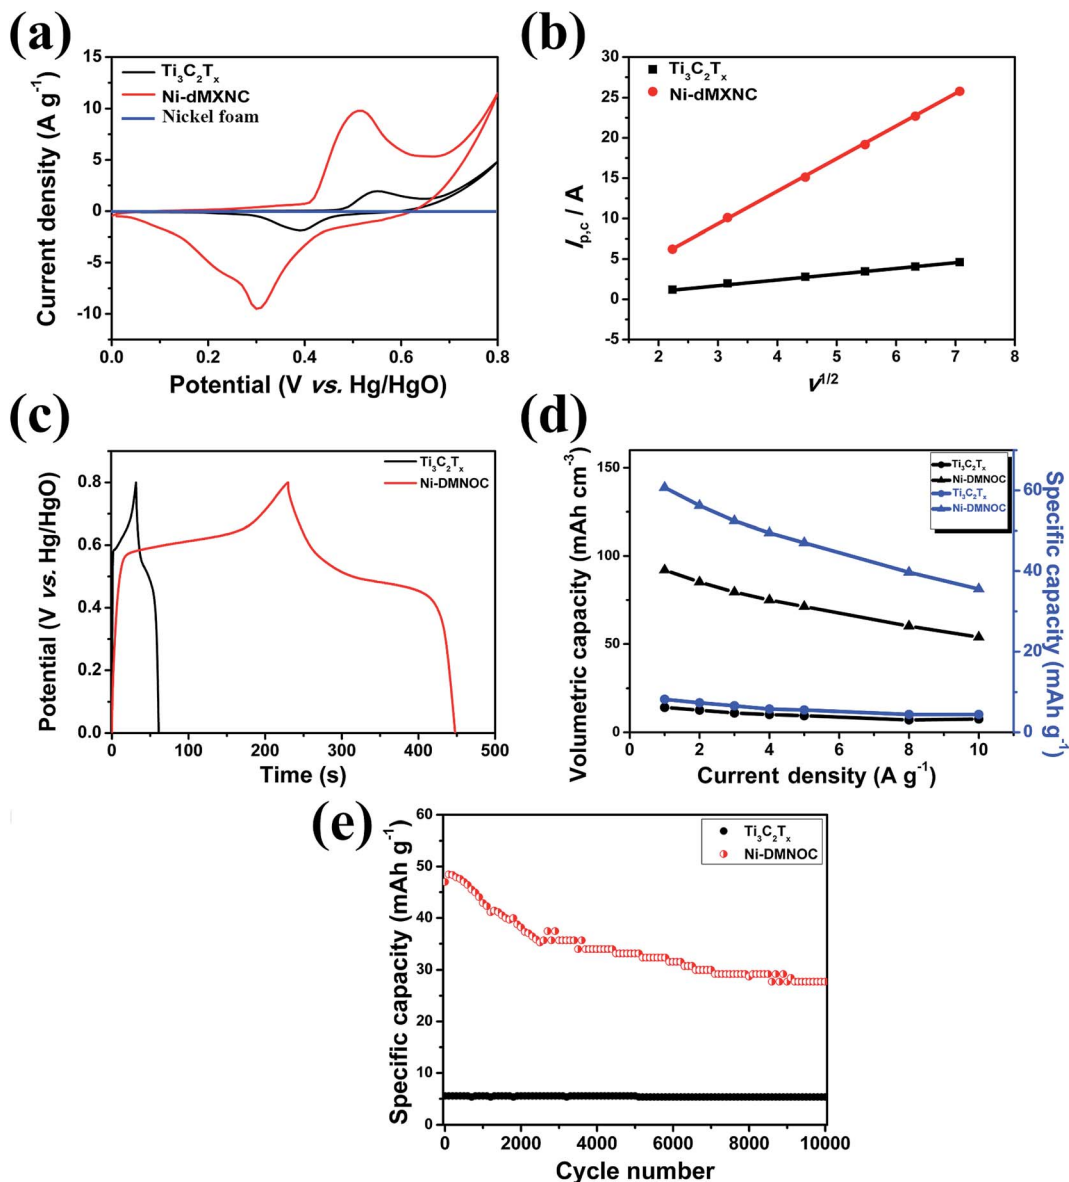 (a)
15
10
5
0
-5
-10
Current density (A g⁻¹)
Ti₃C₂Tₓ
Ni-dMXNC
Nickel foam
0.0 0.2 0.4 0.6 0.8
Potential (V vs. Hg/HgO)
(b)
30
25
20
15
10
5
0
-5
I p,c / A
Ti₃C₂Tₓ
Ni-dMXNC
2 3 4 5 6 7 8
ν^1/2
(c)
0.8
0.6
0.4
0.2
0.0
Potential (V vs. Hg/HgO)
Ti₃C₂Tₓ
Ni-DMNOC
0 100 200 300 400 500
Time (s)
(d)
150
100
50
0
Volumetric capacity (mAh cm⁻³)
Ti₃C₂Tₓ
Ni-DMNOC
Ti₃C₂Tₓ
Ni-DMNOC
60
40
20
0
Specific capacity (mAh g⁻¹)
0 2 4 6 8 10
Current density (A g⁻¹)
(e)
60
50
40
30
20
10
0
Specific capacity (mAh g⁻¹)
Ti₃C₂Tₓ
Ni-DMNOC
0 2000 4000 6000 8000 10000
Cycle number